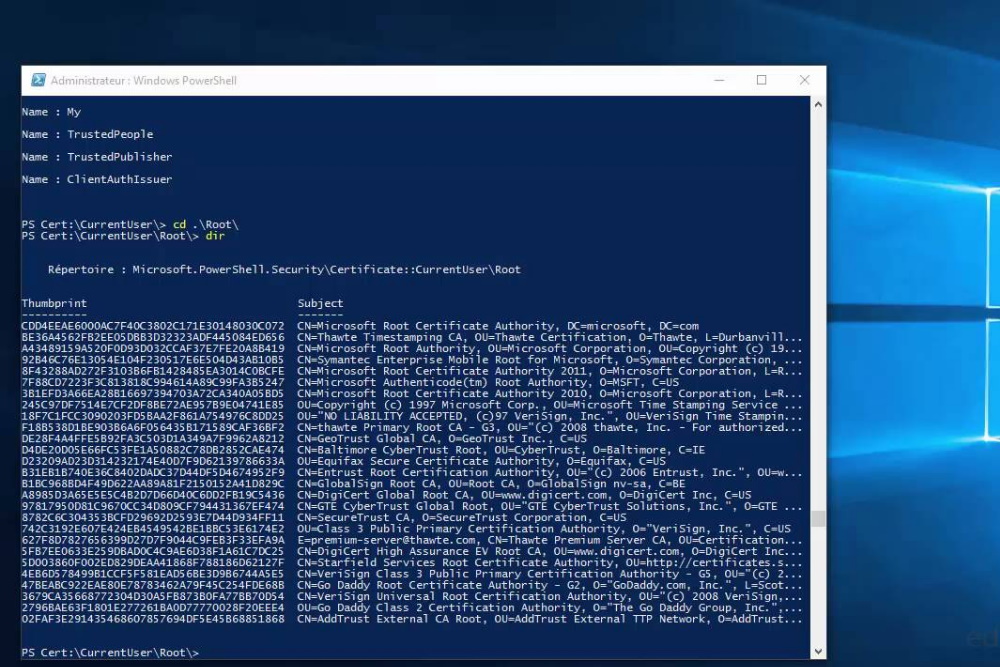 Administrateur : Windows PowerShell
Name : My
Name : TrustedPeople
Name : TrustedPublisher
Name : ClientAuthIssuer
PS Cert:\CurrentUser\> cd .\Root\
PS Cert:\CurrentUser\Root\> dir
Répertoire : Microsoft.PowerShell.Security\Certificate::CurrentUser\Root
Thumbprint Subject
---------- -------
CDD4EEAE6000AC7F40C3802C171E30148030C072 CN=Microsoft Root Certificate Authority, DC=microsoft, DC=com
BE36A4562FB2EE05DBB3D32323ADF445084ED656 CN=Thawte Timestamping CA, OU=Thawte Certification, O=Thawte, L=Durbanvill...
A43489159A520F0D93D032CCAF37E7FE20A8B419 CN=Microsoft Root Authority, OU=Microsoft Corporation, OU=Copyright (c) 19...
92B46C76E13054E104F230517E6E504D43AB10B5 CN=Symantec Enterprise Mobile Root for Microsoft, O=Symantec Corporation, ...
8F43288AD272F3103B6FB1428485EA3014C0BCFE CN=Microsoft Root Certificate Authority 2011, O=Microsoft Corporation, L=R...
7F88CD7223F3C813818C994614A89C99FA3B5247 CN=Microsoft Authenticode(tm) Root Authority, O=MSFT, C=US
3B1EFD3A66EA28B16697394703A72CA340A05BD5 CN=Microsoft Root Certificate Authority 2010, O=Microsoft Corporation, L=R...
245C97DF7514E7CF2DF8BE72AE957B9E04741E85 OU=Copyright (c) 1997 Microsoft Corp., OU=Microsoft Time Stamping Service ...
18F7C1FCC3090203FD5BAA2F861A754976C8DD25 OU="NO LIABILITY ACCEPTED, (c)97 VeriSign, Inc.", OU=VeriSign Time Stampin...
F18B538D1BE903B6A6F056435B171589CAF36BF2 CN=thawte Primary Root CA - G3, OU="(c) 2008 thawte, Inc. - For authorized...
DE28F4A4FFE5B92FA3C503D1A349A7F9962A8212 CN=GeoTrust Global CA, O=GeoTrust Inc., C=US
D4DE20D05E66FC53FE1A50882C78DB2852CAE474 CN=Baltimore CyberTrust Root, OU=CyberTrust, O=Baltimore, C=IE
D23209AD23D314232174E40D7F9D62139786633A OU=Equifax Secure Certificate Authority, O=Equifax, C=US
B31EB1B740E36C8402DADC37D44DF5D4674952F9 CN=Entrust Root Certification Authority, OU="(c) 2006 Entrust, Inc.", OU=w...
B1BC968BD4F49D622AA89A81F2150152A41D829C CN=GlobalSign Root CA, OU=Root CA, O=GlobalSign nv-sa, C=BE
A8985D3A65E5E5C4B2D7D66D40C6DD2FB19C5436 CN=DigiCert Global Root CA, OU=www.digicert.com, O=DigiCert Inc, C=US
97817950D81C9670CC34D809CF794431367EF474 CN=GTE CyberTrust Global Root, OU="GTE CyberTrust Solutions, Inc.", O=GTE ...
8782C6C304353BCFD29692D2593E7D44D934FF11 CN=SecureTrust CA, O=SecureTrust Corporation, C=US
742C3192E607E424EB4549542BE1BBC53E6174E2 OU=Class 3 Public Primary Certification Authority, O="VeriSign, Inc.", C=US
627F8D7827656399D27D7F9044C9FEB3F33EFA9A E=premium-server@thawte.com, CN=Thawte Premium Server CA, OU=Certification...
5FB7EE0633E259DBAD0C4C9AE6D38F1A61C7DC25 CN=DigiCert High Assurance EV Root CA, OU=www.digicert.com, O=DigiCert Inc...
5D003860F002ED829DEAA41868F788186D62127F CN=Starfield Services Root Certificate Authority, OU=http://certificates.s...
4EB6D578499B1CCF5F581EAD56BE3D9B6744A5E5 CN=VeriSign Class 3 Public Primary Certification Authority - G5, OU="(c) 2...
47BEABC922EAE80E78783462A79F45C254FDE68B CN=Go Daddy Root Certificate Authority - G2, O="GoDaddy.com, Inc.", L=Scott...
3679CA35668772304D30A5FB873B0FA77BB70D54 CN=VeriSign Universal Root Certification Authority, OU="(c) 2008 VeriSign,...
2796BAE63F1801E277261BA0D77770028F20EEE4 OU=Go Daddy Class 2 Certification Authority, O="The Go Daddy Group, Inc.",...
02FAF3E291435468607857694DF5E45B68851868 CN=AddTrust External CA Root, OU=AddTrust External TTP Network, O=AddTrust...
PS Cert:\CurrentUser\Root\>